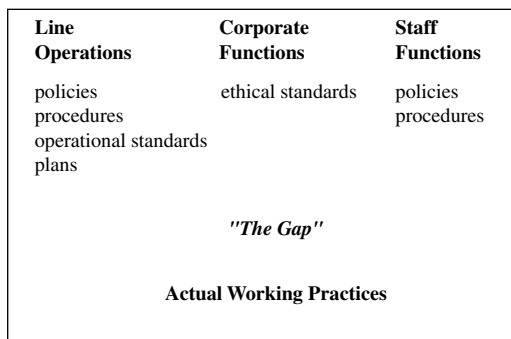 Line Corporate Staff
Operations Functions Functions
policies ethical standards policies
procedures procedures
operational standards
plans
"The Gap"
Actual Working Practices